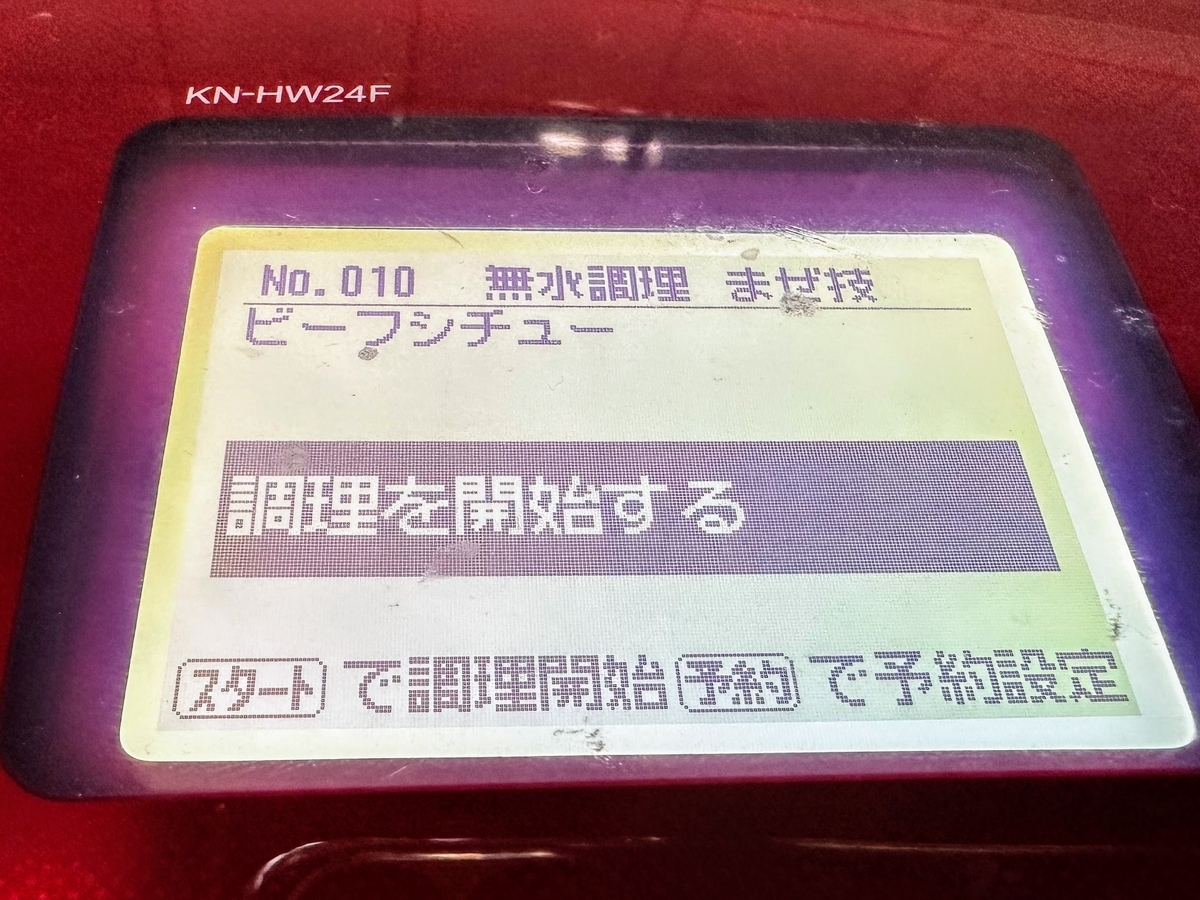 KN-HW24F
No.010 無水調理 まぜ技
ビーフシチュー
調理を開始する
スタート で調理開始 予約 で予約設定